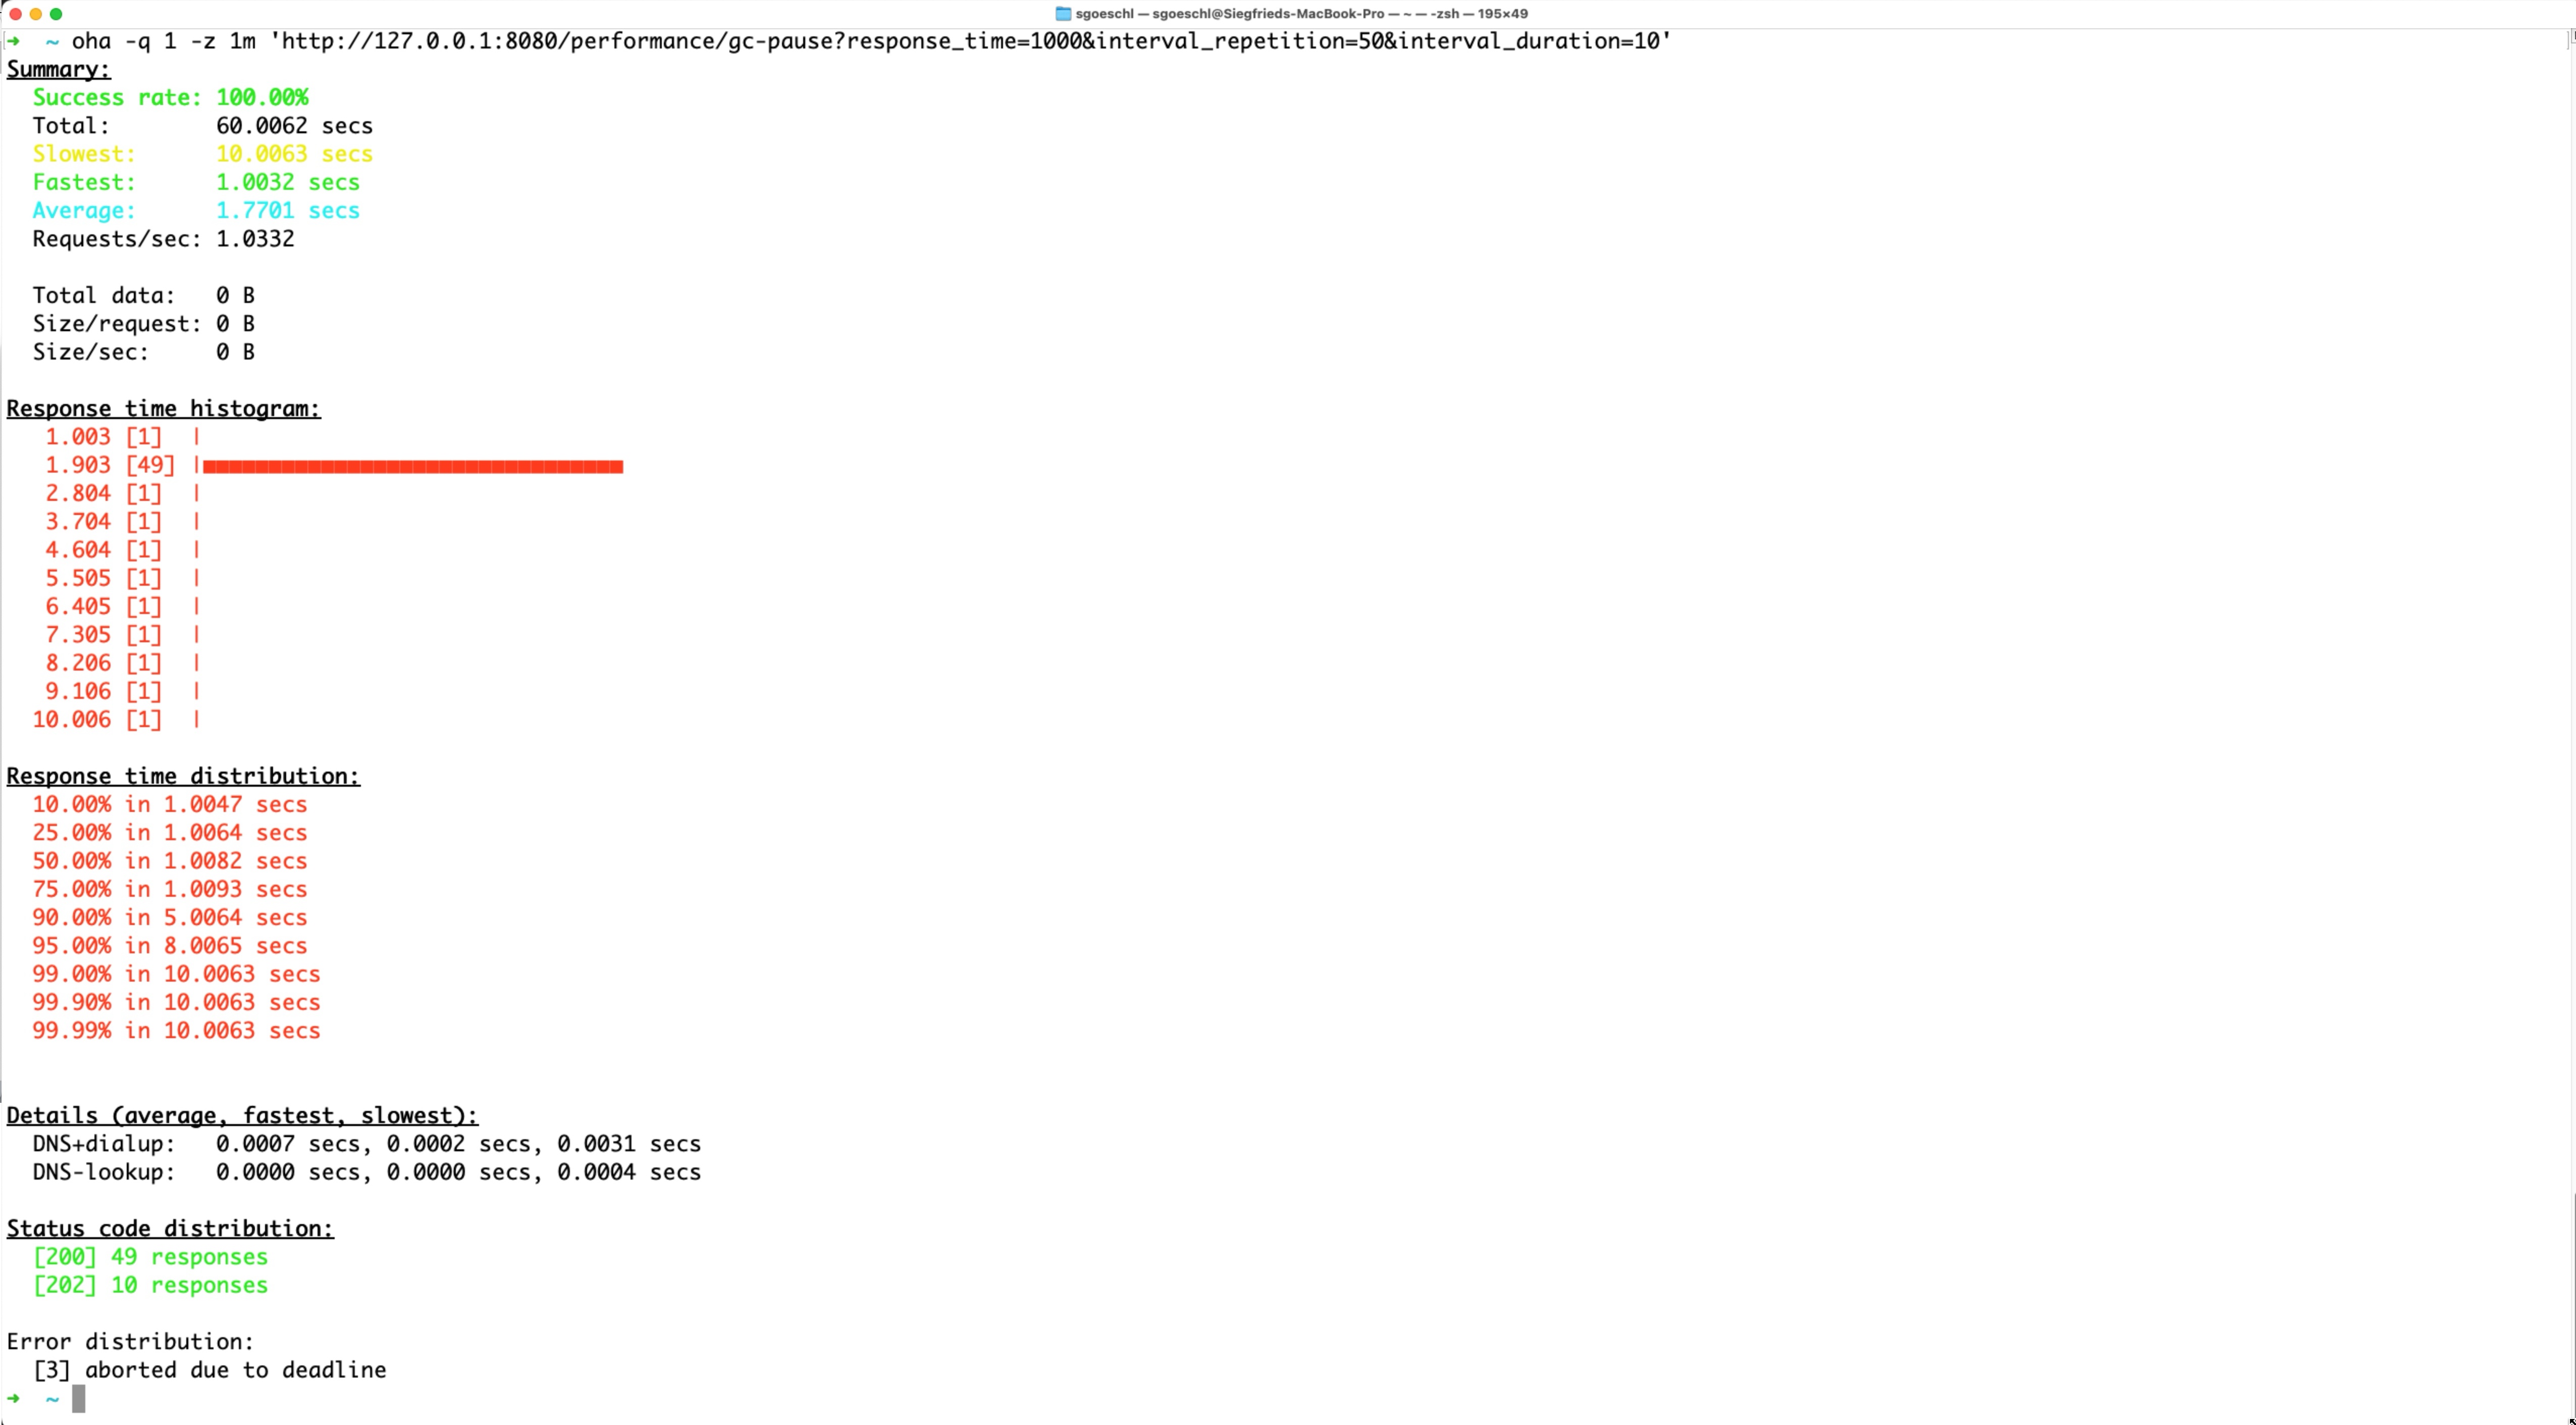 sgoeschl — sgoeschl@Siegfrieds-MacBook-Pro — ~ — -zsh — 195×49
➜  ~ oha -q 1 -z 1m 'http://127.0.0.1:8080/performance/gc-pause?response_time=1000&interval_repetition=50&interval_duration=10'
Summary:
  Success rate: 100.00%
  Total:        60.0062 secs
  Slowest:      10.0063 secs
  Fastest:      1.0032 secs
  Average:      1.7701 secs
  Requests/sec: 1.0332

  Total data:   0 B
  Size/request: 0 B
  Size/sec:     0 B

Response time histogram:
   1.003 [1]  |
   1.903 [49] |■■■■■■■■■■■■■■■■■■■■■■■■■■■■■■■■
   2.804 [1]  |
   3.704 [1]  |
   4.604 [1]  |
   5.505 [1]  |
   6.405 [1]  |
   7.305 [1]  |
   8.206 [1]  |
   9.106 [1]  |
  10.006 [1]  |

Response time distribution:
  10.00% in 1.0047 secs
  25.00% in 1.0064 secs
  50.00% in 1.0082 secs
  75.00% in 1.0093 secs
  90.00% in 5.0064 secs
  95.00% in 8.0065 secs
  99.00% in 10.0063 secs
  99.90% in 10.0063 secs
  99.99% in 10.0063 secs

Details (average, fastest, slowest):
  DNS+dialup:   0.0007 secs, 0.0002 secs, 0.0031 secs
  DNS-lookup:   0.0000 secs, 0.0000 secs, 0.0004 secs

Status code distribution:
  [200] 49 responses
  [202] 10 responses

Error distribution:
  [3] aborted due to deadline
➜  ~